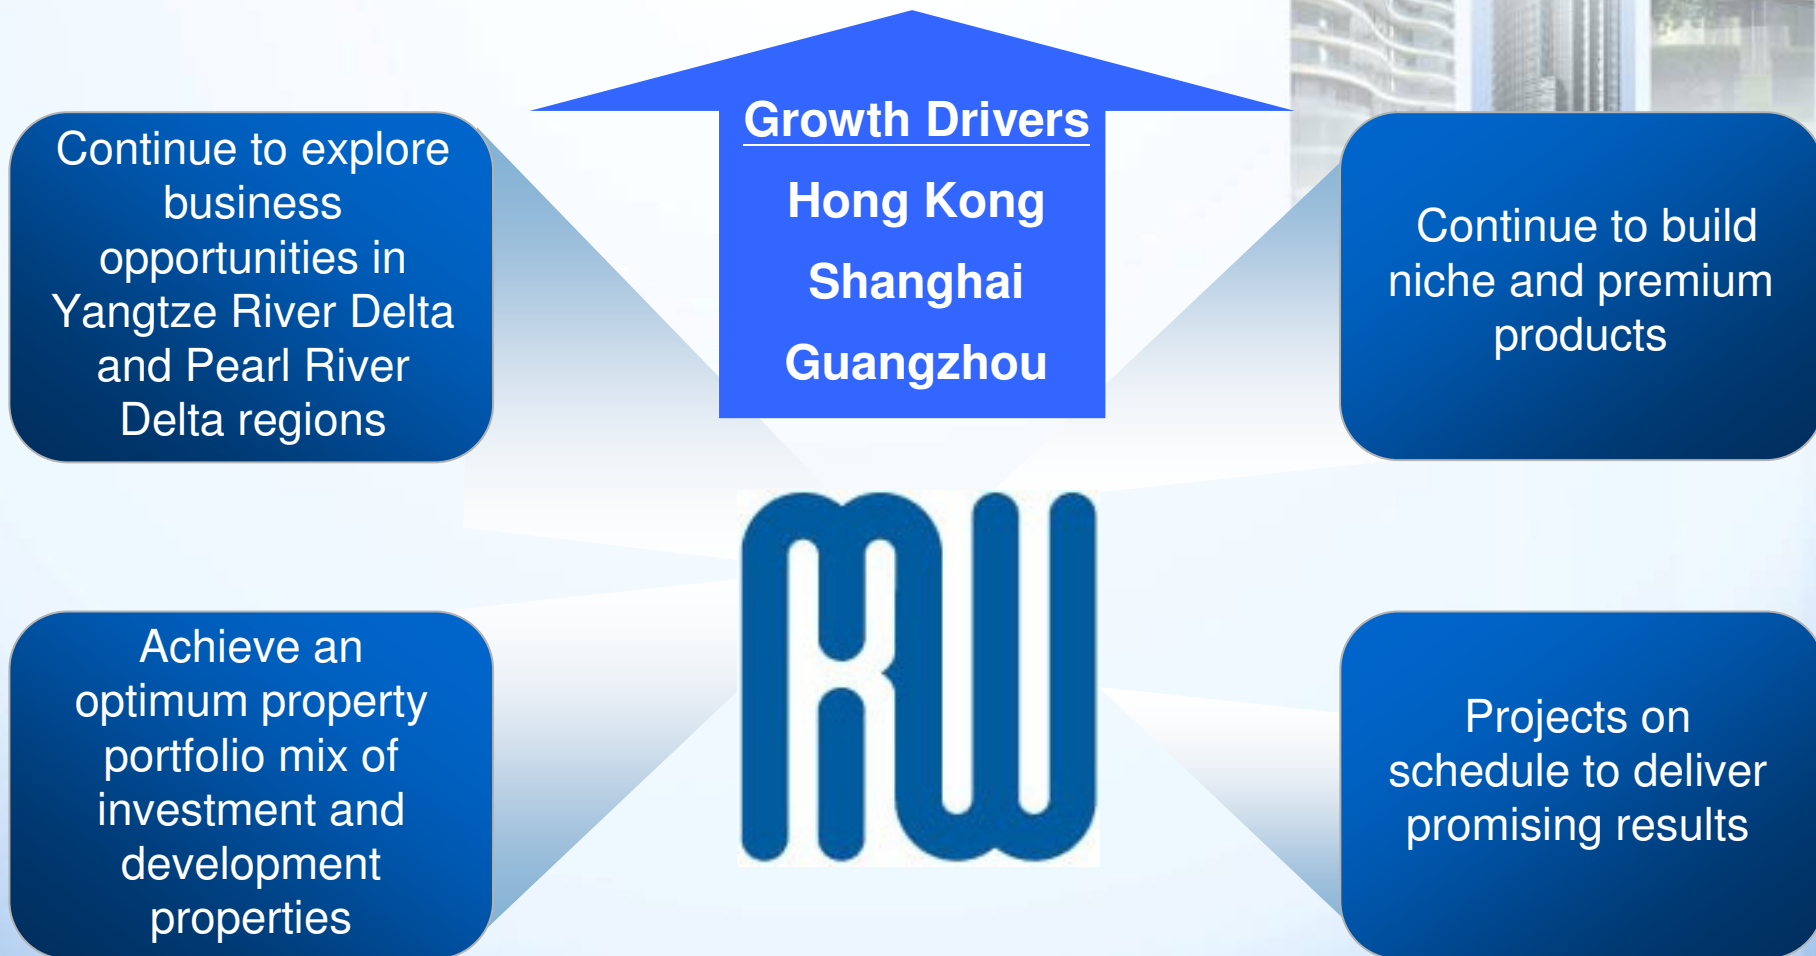 Growth Drivers
Hong Kong
Shanghai
Guangzhou
Continue to explore
business
opportunities in
Yangtze River Delta
and Pearl River
Delta regions
Continue to build
niche and premium
products
Achieve an
optimum property
portfolio mix of
investment and
development
properties
Projects on
schedule to deliver
promising results